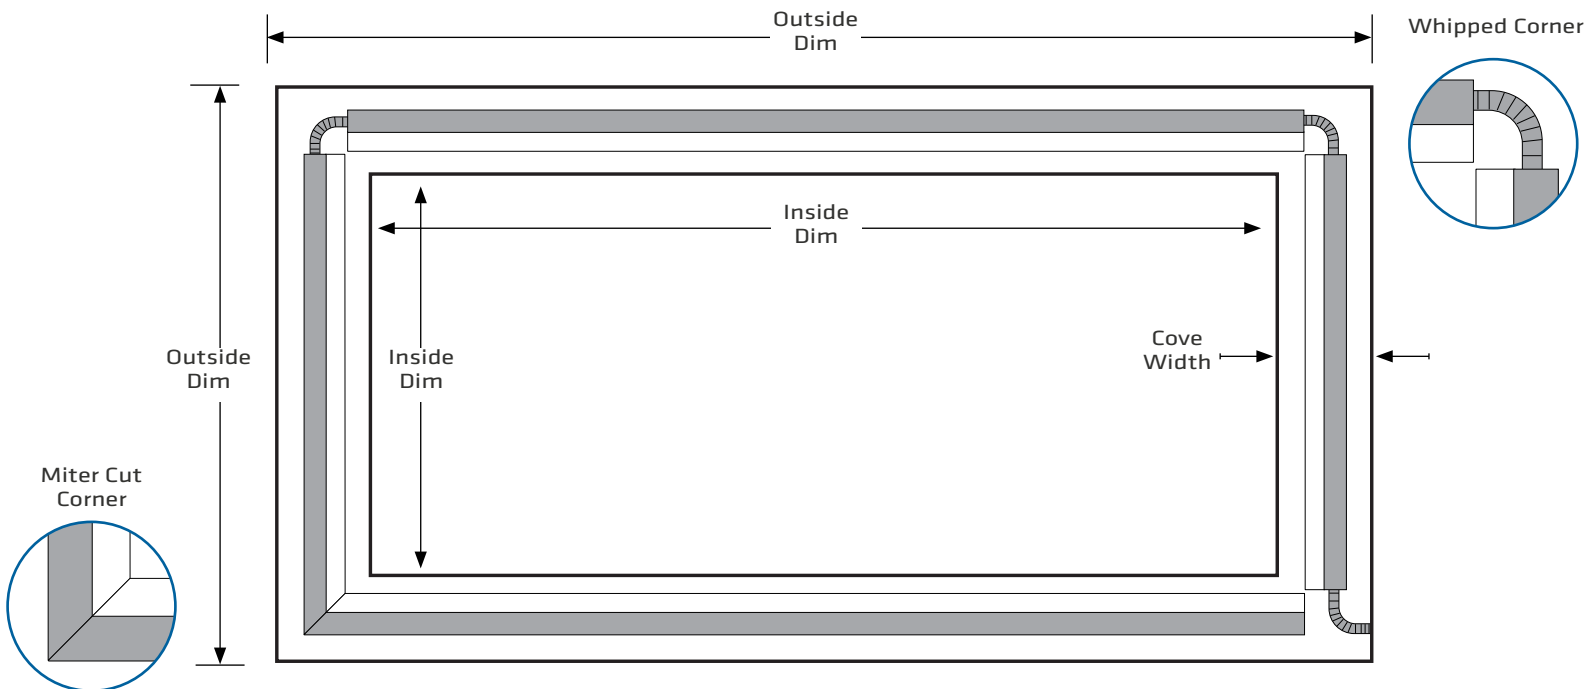 Outside
Dim
Whipped Corner
Inside
Dim
Outside
Dim
Inside
Dim
Cove
Width
Miter Cut
Corner